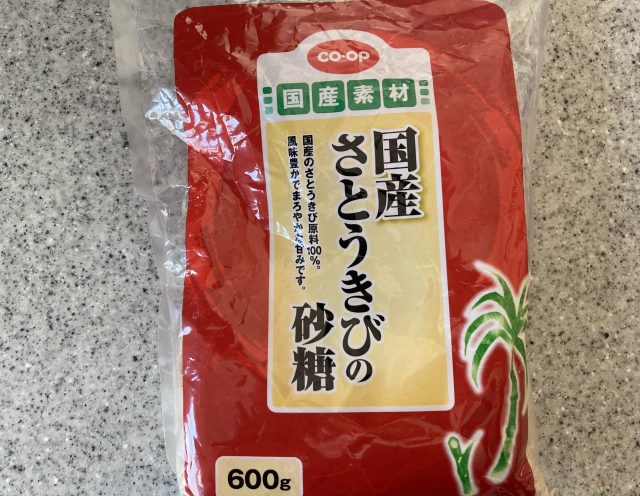 CO-OP
国産素材
国産
さとうきびの
砂糖
国産のさとうきび原料100%。
風味豊かでまろやかな甘みです。
600g